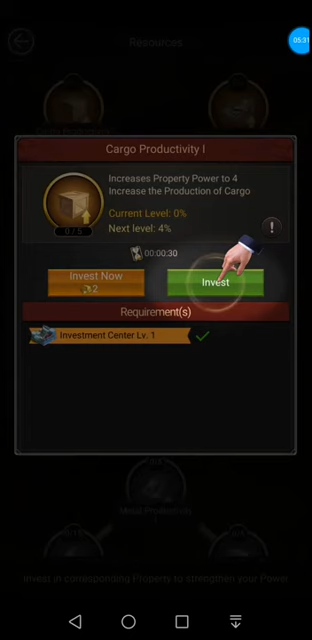 05:31
Resources
Cargo Productivity I
Increases Property Power to 4
Increase the Production of Cargo
Current Level: 0%
Next level: 4%
0 / 5
00:00:30
Invest Now
2
Invest
Requirement(s)
Investment Center Lv. 1
Metal Productivity
Invest in corresponding Property to strengthen your Power